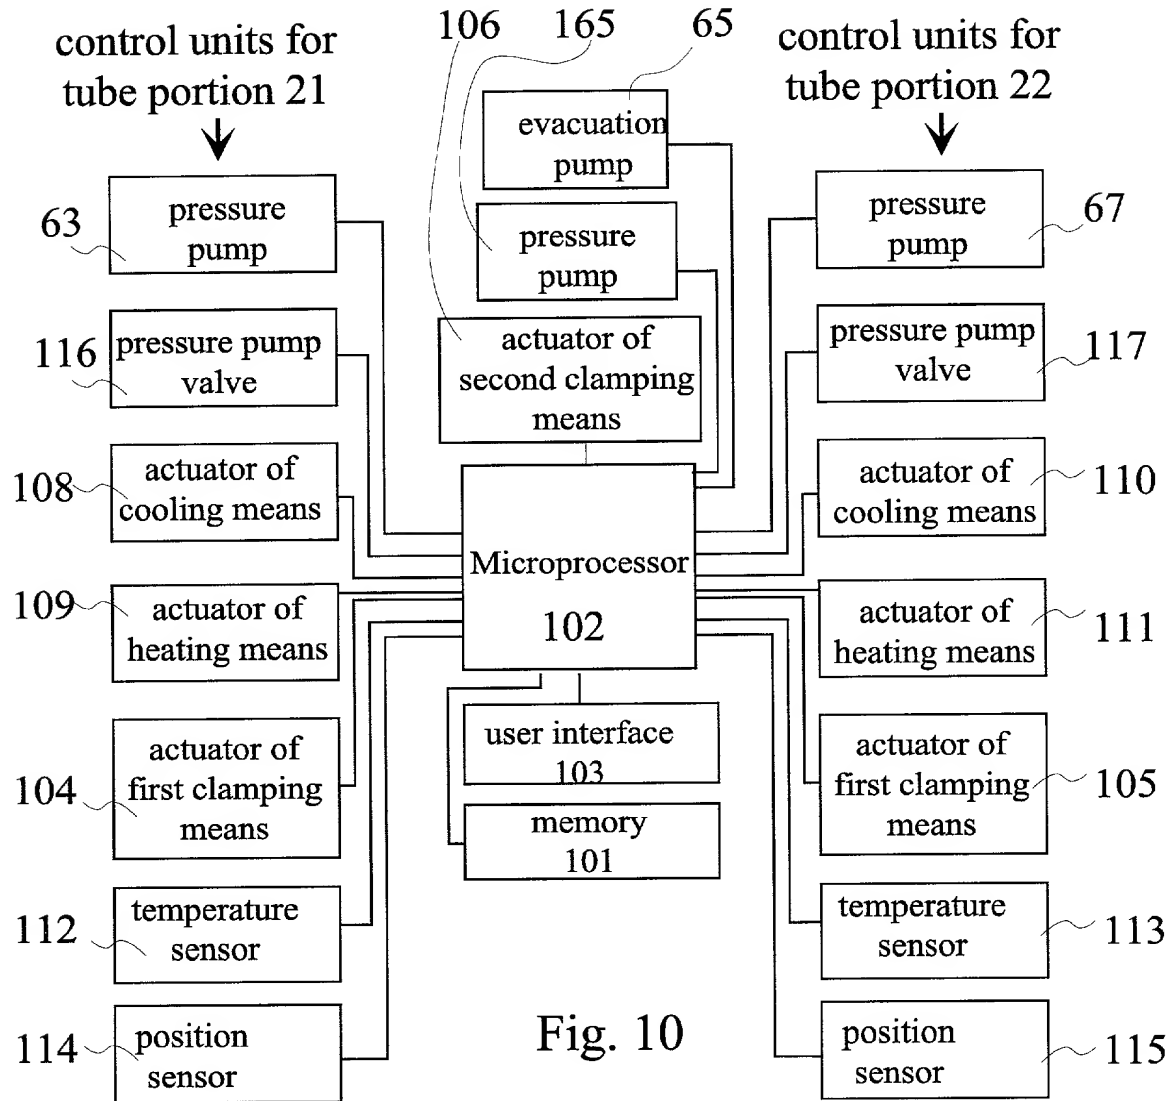 control units for
tube portion 21
106
165
65
control units for
tube portion 22
evacuation
pump
pressure
pump
63
pressure
pump
pressure
pump
67
116
pressure pump
valve
actuator of
second clamping
means
pressure pump
valve
117
108
actuator of
cooling means
actuator of
cooling means
110
Microprocessor
102
109
actuator of
heating means
actuator of
heating means
111
user interface
103
104
actuator of
first clamping
means
actuator of
first clamping
means
105
memory
101
112
temperature
sensor
temperature
sensor
113
114
position
sensor
position
sensor
115
Fig. 10